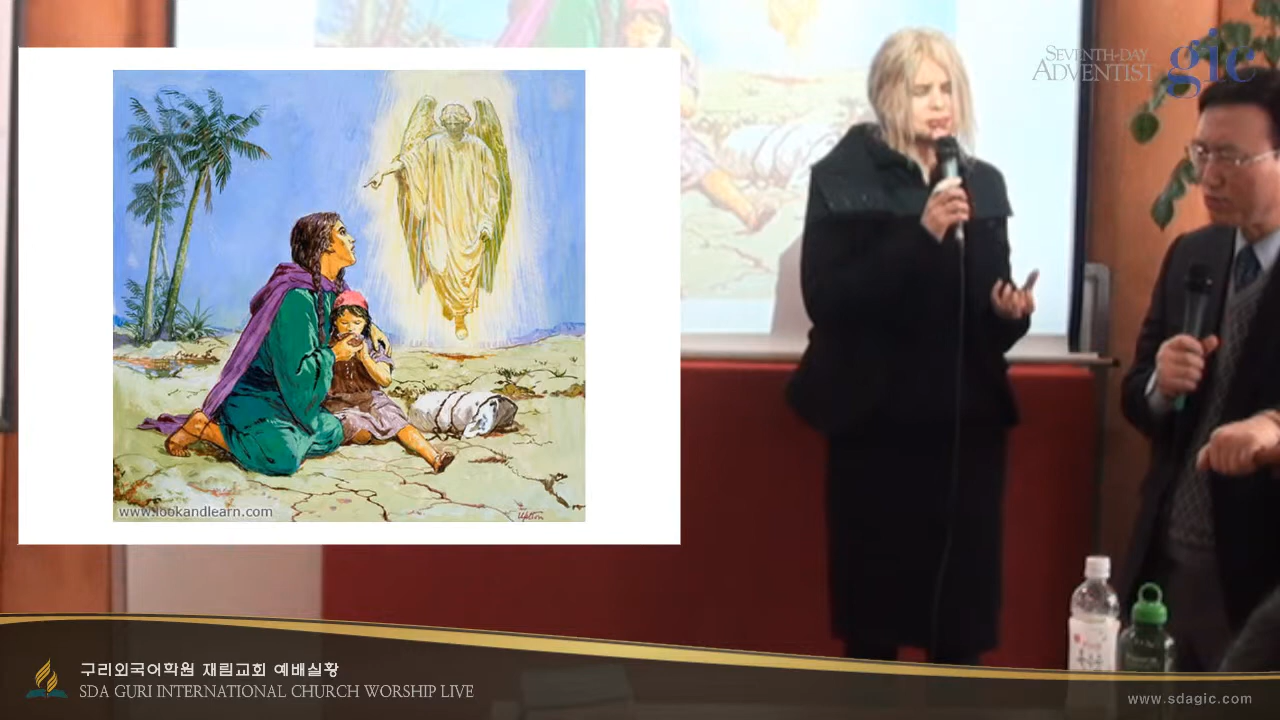 SEVENTH-DAY
ADVENTIST
gic
www.lookandlearn.com
Upton
구리외국어학원 재림교회 예배실황
SDA GURI INTERNATIONAL CHURCH WORSHIP LIVE
www.sdagic.com